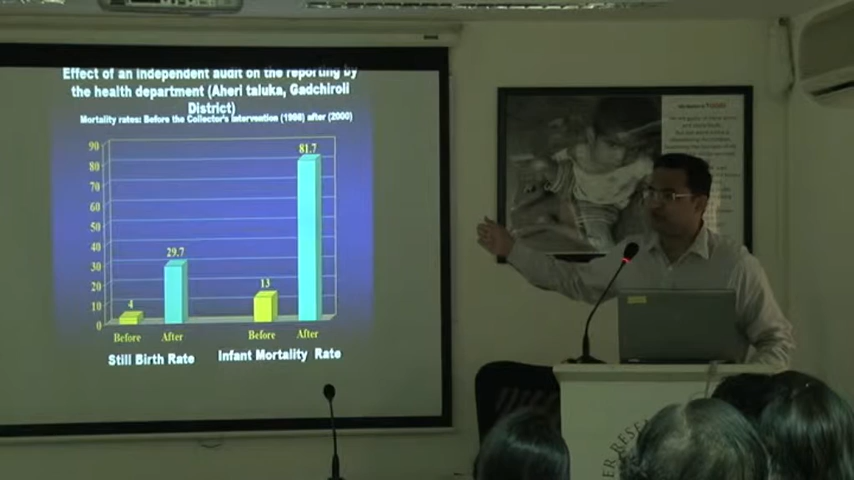 Effect of an independent audit on the reporting by
the health department (Aheri taluka, Gadchiroli
District)
Mortality rates: Before the Collector's Intervention (1998) after (2000)
90
80
70
60
50
40
30
20
10
0
4
29.7
13
81.7
Before After Before After
Still Birth Rate Infant Mortality Rate
ER RESE